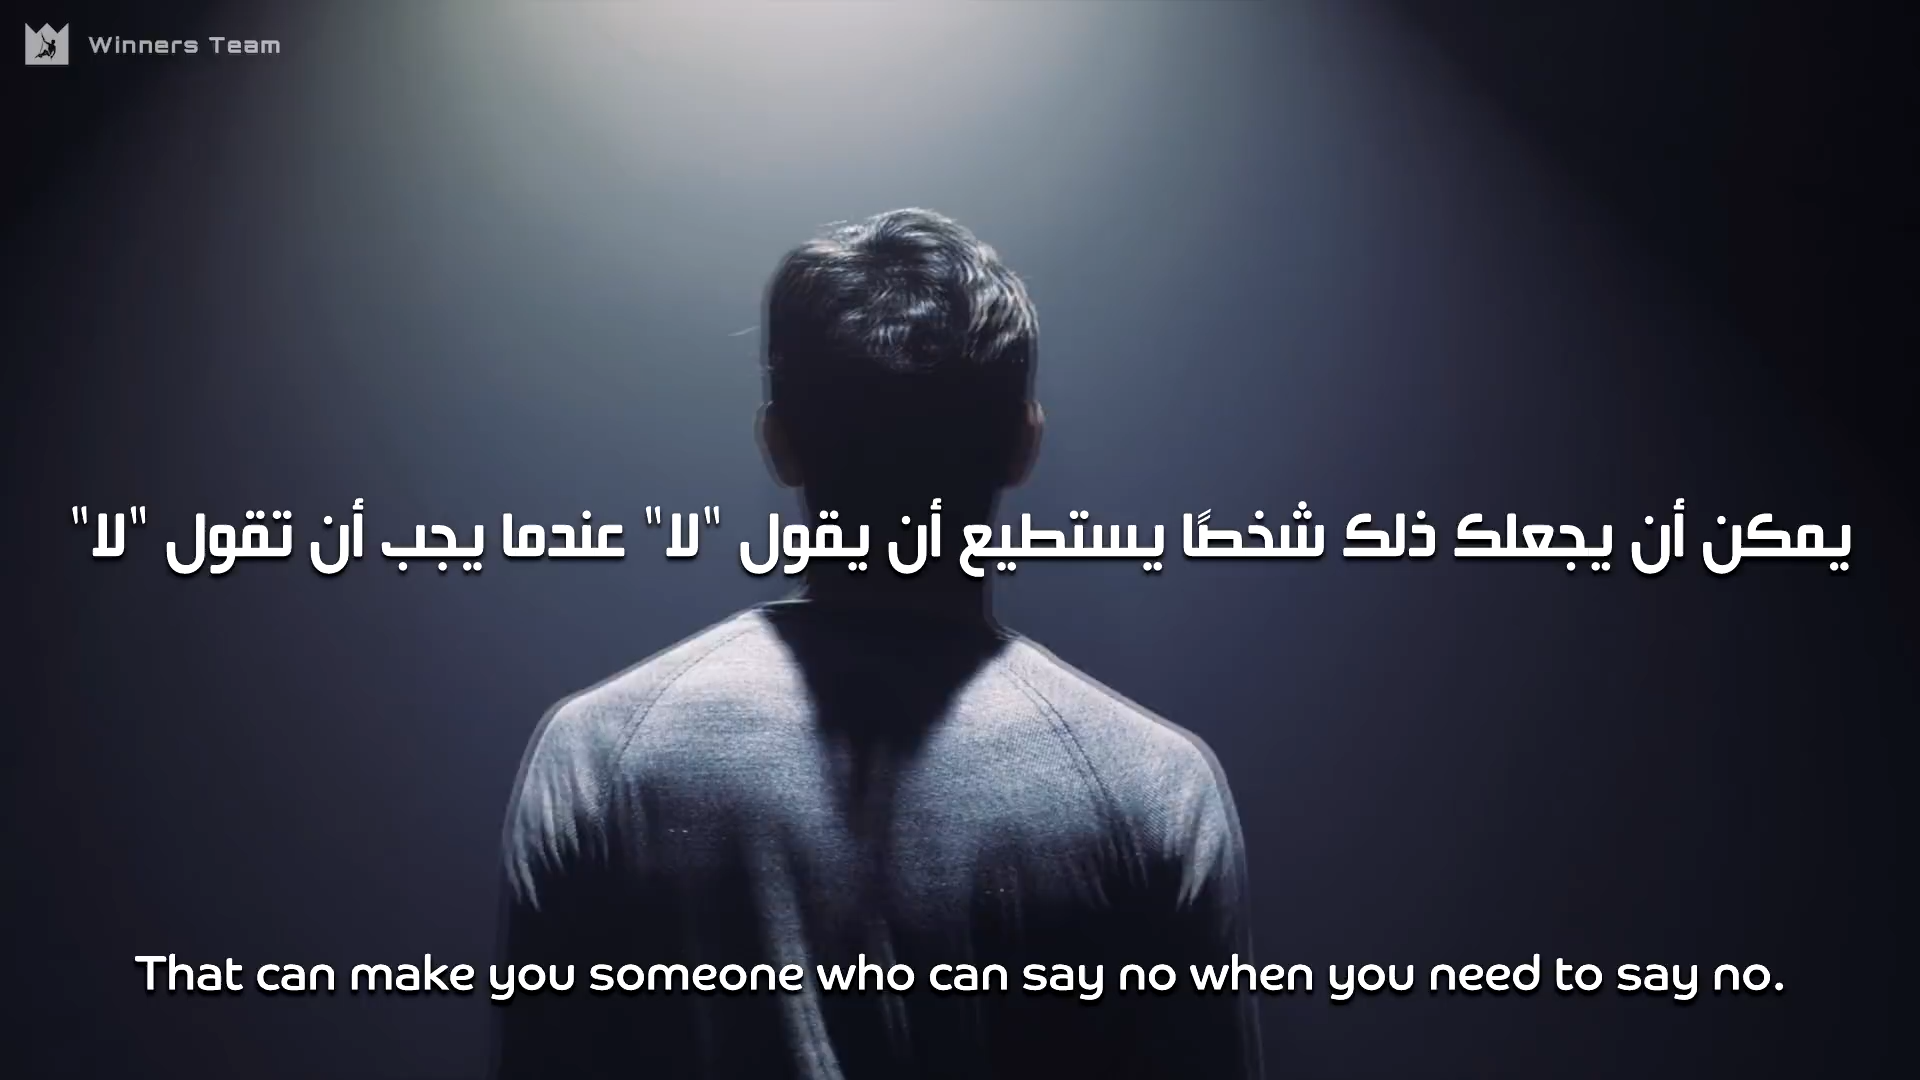 Winners Team
يمكن أن يجعلك ذلك شخصًا يستطيع أن يقول "لا" عندما يجب أن تقول "لا"
That can make you someone who can say no when you need to say no.